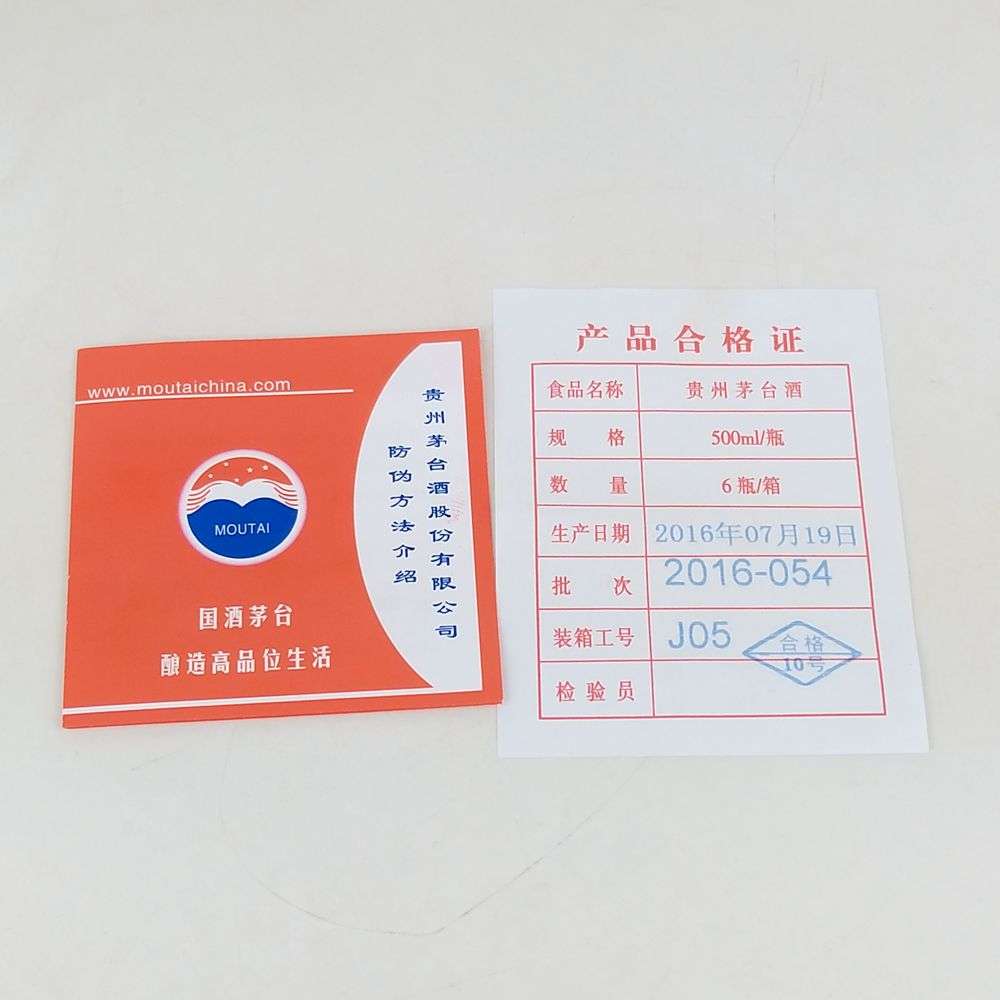 www.moutaichina.com
MOUTAI
国酒茅台
酿造高品位生活
贵州茅台酒股份有限公司
防伪方法介绍
产品合格证
食品名称 贵州茅台酒
规格 500ml/瓶
数量 6瓶/箱
生产日期 2016年07月19日
批次 2016-054
装箱工号 J05
合格
10号
检验员